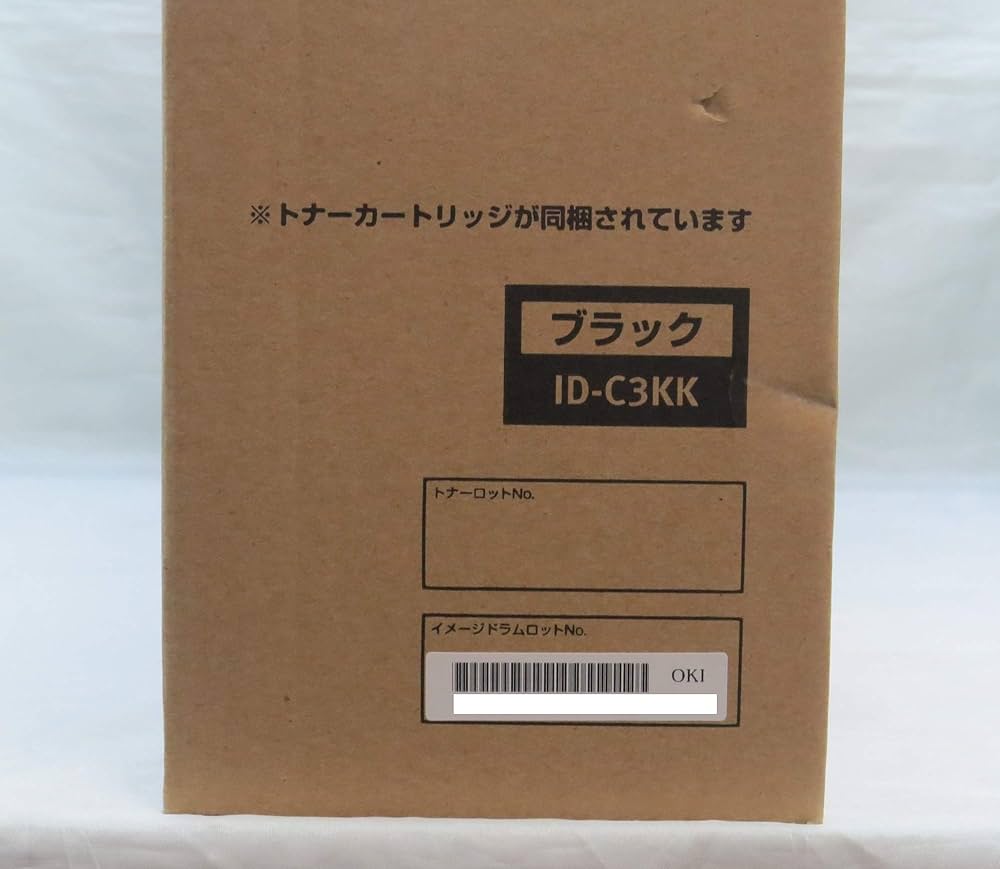 ※トナーカートリッジが同梱されています
ブラック
ID-C3KK
トナーロットNo.
イメージドラムロットNo.
OKI